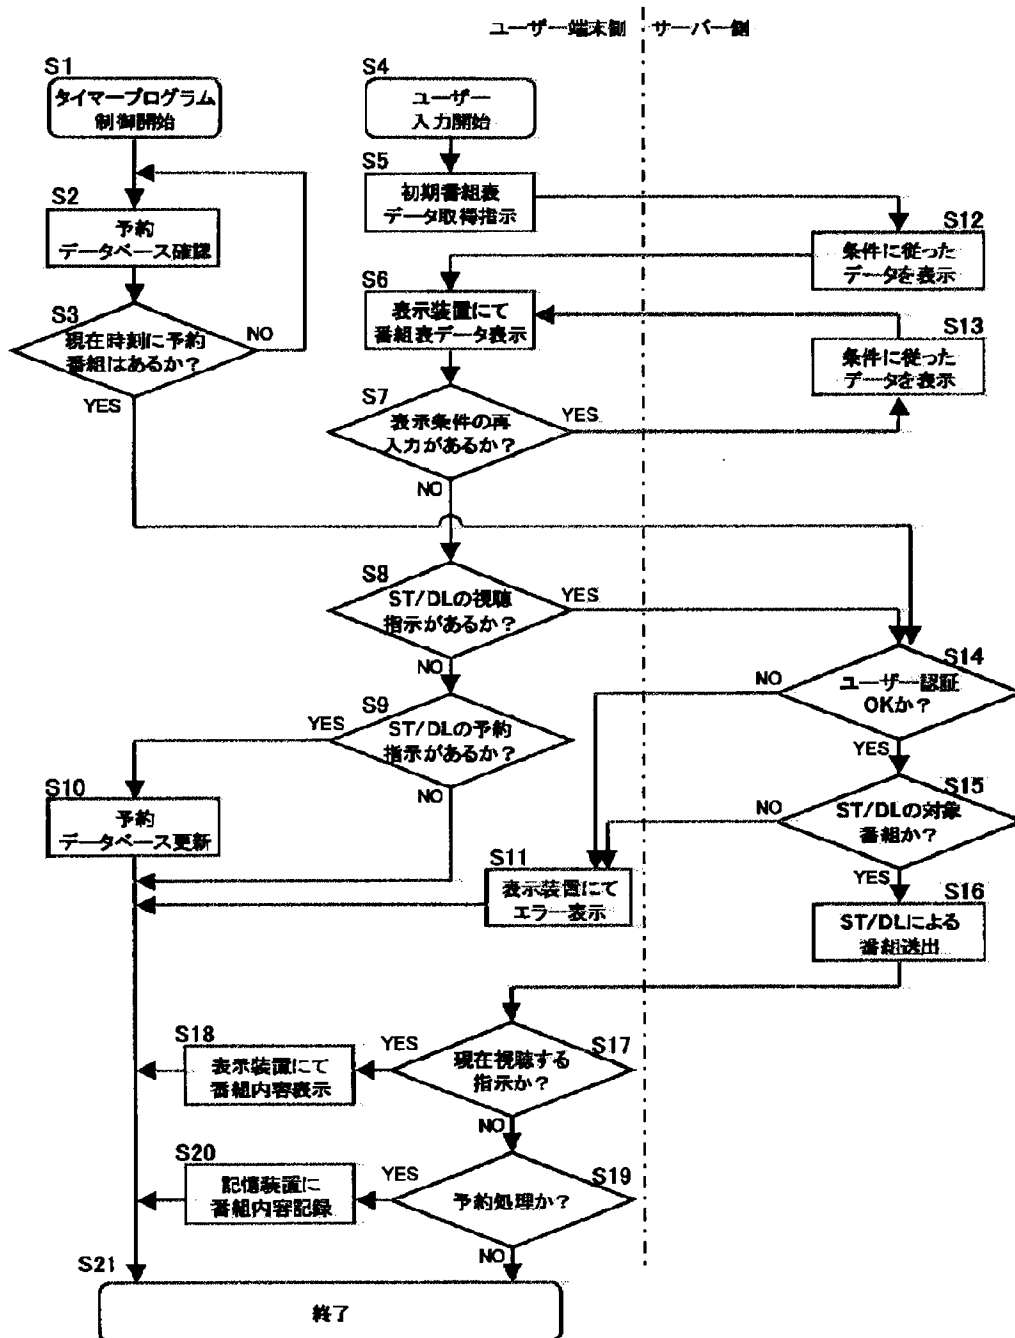 ユーザー端末側
サーバー側
S1
タイマープログラム
制御開始
S2
予約
データベース確認
S3
現在時刻に予約
番組はあるか?
NO
YES
S4
ユーザー
入力開始
S5
初期番組表
データ取得指示
S12
条件に従った
データを表示
S6
表示装置にて
番組表データ表示
S13
条件に従った
データを表示
S7
表示条件の再
入力があるか?
YES
NO
S8
ST/DLの視聴
指示があるか?
YES
NO
S14
ユーザー認証
OKか?
NO
YES
S9
ST/DLの予約
指示があるか?
YES
NO
S10
予約
データベース更新
S15
ST/DLの対象
番組か?
NO
YES
S11
表示装置にて
エラー表示
S16
ST/DLによる
番組送出
S17
現在視聴する
指示か?
YES
NO
S18
表示装置にて
番組内容表示
S19
予約処理か?
YES
NO
S20
記憶装置に
番組内容記録
S21
終了